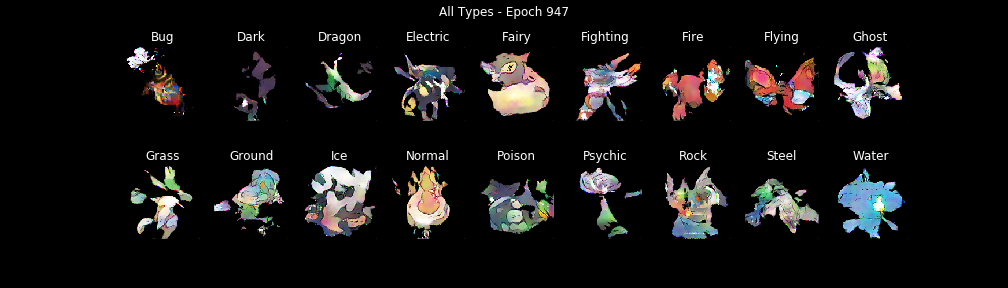 All Types - Epoch 947
Bug Dark Dragon Electric Fairy Fighting Fire Flying Ghost
Grass Ground Ice Normal Poison Psychic Rock Steel Water